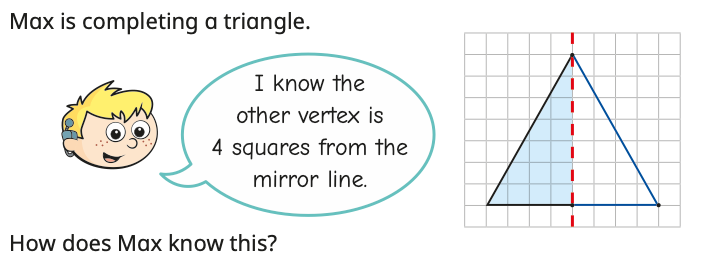 Max is completing a triangle.
I know the
other vertex is
4 squares from the
mirror line.
How does Max know this?